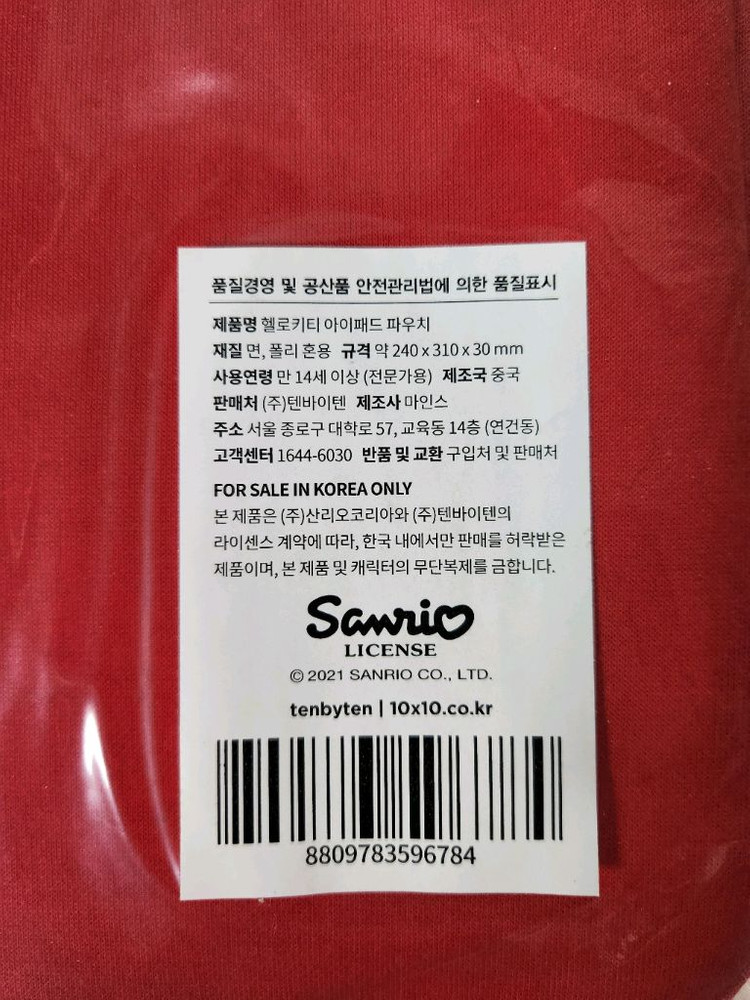 품질경영 및 공산품 안전관리법에 의한 품질표시
제품명 헬로키티 아이패드 파우치
재질 면, 폴리 혼용 규격 약 240 x 310 x 30 mm
사용연령 만 14세 이상 (전문가용) 제조국 중국
판매처 (주)텐바이텐 제조사 마인스
주소 서울 종로구 대학로 57, 교육동 14층 (연건동)
고객센터 1644-6030 반품 및 교환 구입처 및 판매처
FOR SALE IN KOREA ONLY
본 제품은 (주)산리오코리아와 (주)텐바이텐의
라이센스 계약에 따라, 한국 내에서만 판매를 허락받은
제품이며, 본 제품 및 캐릭터의 무단복제를 금합니다.
Sanrio
LICENSE
© 2021 SANRIO CO., LTD.
tenbyten | 10x10.co.kr
8809783596784